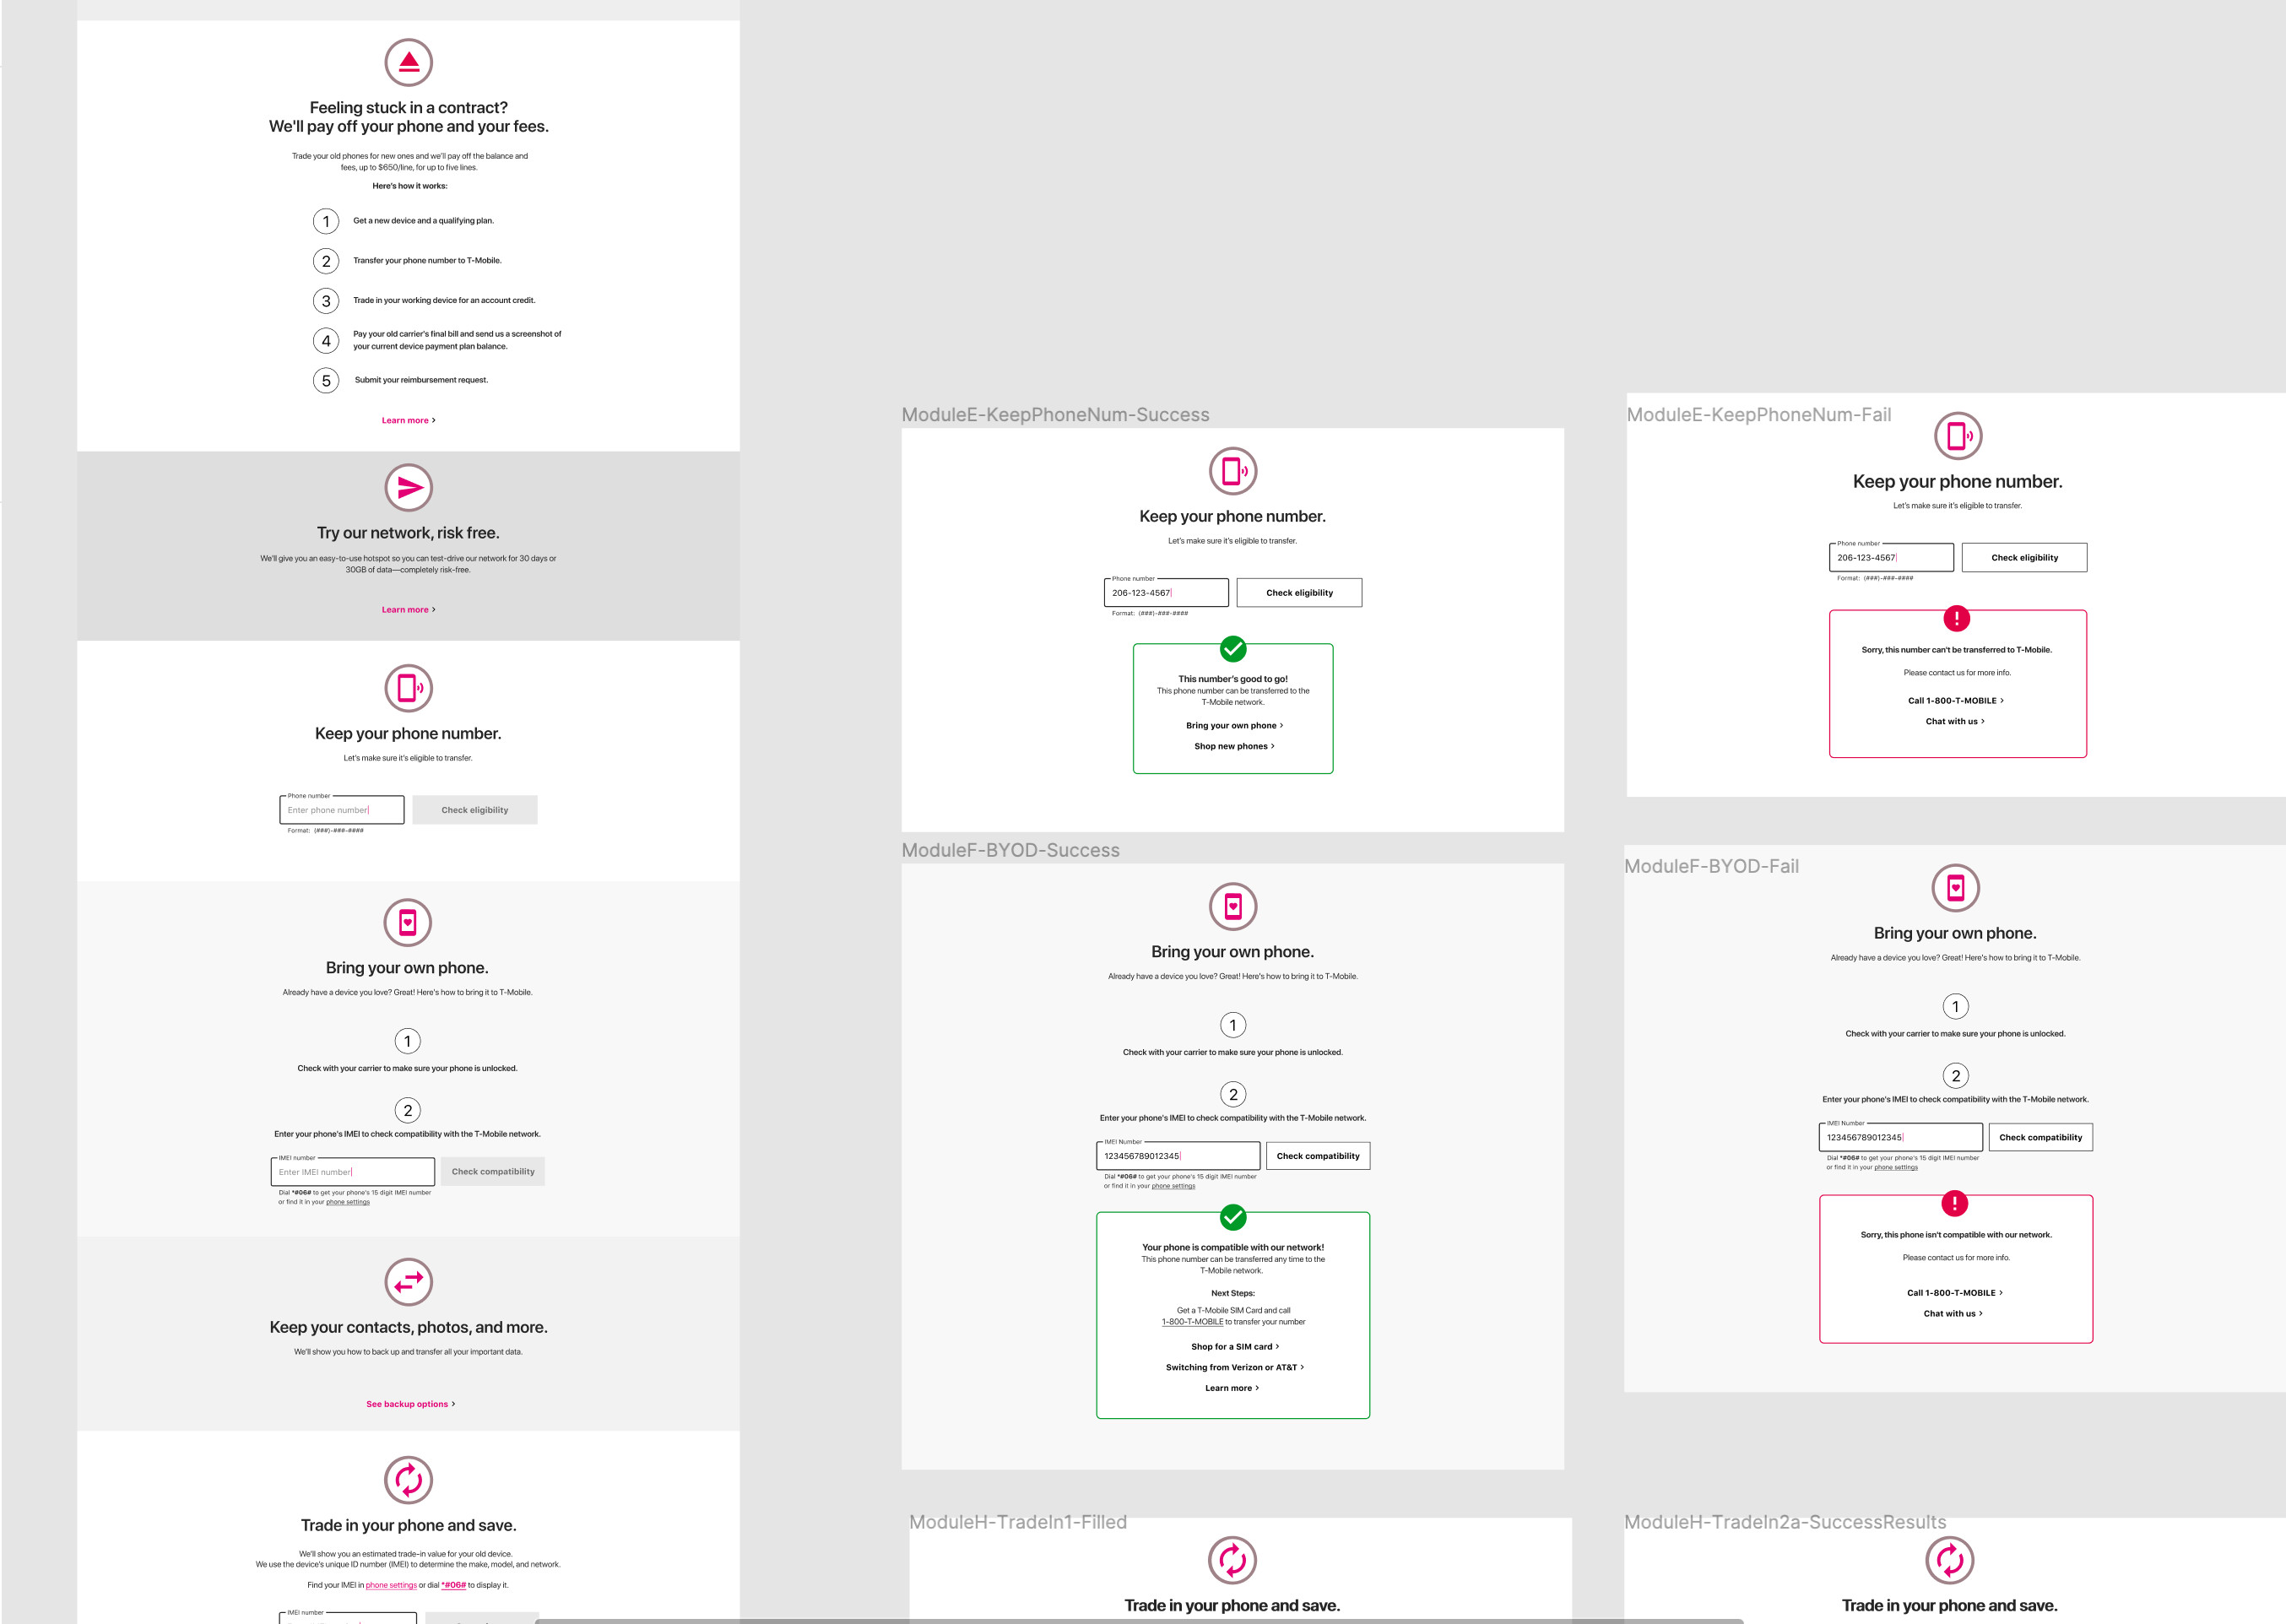 Feeling stuck in a contract?
We'll pay off your phone and your fees.
Trade your old phones for new ones and we'll pay off the balance and
fees, up to $650/line, for up to five lines.
Here's how it works:
1 Get a new device and a qualifying plan.
2 Transfer your phone number to T-Mobile.
3 Trade in your working device for an account credit.
4 Pay your old carrier's final bill and send us a screenshot of
your current device payment plan balance.
5 Submit your reimbursement request.
Learn more >
Try our network, risk free.
We'll give you an easy-to-use hotspot so you can test-drive our network for 30 days or
30GB of data—completely risk-free.
Learn more >
Keep your phone number.
Let's make sure it's eligible to transfer.
Phone number
Enter phone number
Check eligibility
Format: (###)-###-####
Bring your own phone.
Already have a device you love? Great! Here's how to bring it to T-Mobile.
1
Check with your carrier to make sure your phone is unlocked.
2
Enter your phone's IMEI to check compatibility with the T-Mobile network.
IMEI number
Enter IMEI number
Check compatibility
Dial *#06# to get your phone's 15 digit IMEI number
or find it in your phone settings
Keep your contacts, photos, and more.
We'll show you how to back up and transfer all your important data.
See backup options >
Trade in your phone and save.
We'll show you an estimated trade-in value for your old device.
We use the device's unique ID number (IMEI) to determine the make, model, and network.
Find your IMEI in phone settings or dial *#06# to display it.
IMEI number
ModuleE-KeepPhoneNum-Success
Keep your phone number.
Let's make sure it's eligible to transfer.
Phone number
206-123-4567
Check eligibility
Format: (###)-###-####
This number's good to go!
This phone number can be transferred to the
T-Mobile network.
Bring your own phone >
Shop new phones >
ModuleF-BYOD-Success
Bring your own phone.
Already have a device you love? Great! Here's how to bring it to T-Mobile.
1
Check with your carrier to make sure your phone is unlocked.
2
Enter your phone's IMEI to check compatibility with the T-Mobile network.
IMEI Number
123456789012345
Check compatibility
Dial *#06# to get your phone's 15 digit IMEI number
or find it in your phone settings
Your phone is compatible with our network!
This phone number can be transferred any time to the
T-Mobile network.
Next Steps:
Get a T-Mobile SIM Card and call
1-800-T-MOBILE to transfer your number
Shop for a SIM card >
Switching from Verizon or AT&T >
Learn more >
ModuleH-TradeIn1-Filled
Trade in your phone and save.
ModuleE-KeepPhoneNum-Fail
Keep your phone number.
Let's make sure it's eligible to transfer.
Phone number
206-123-4567
Check eligibility
Format: (###)-###-####
Sorry, this number can't be transferred to T-Mobile.
Please contact us for more info.
Call 1-800-T-MOBILE >
Chat with us >
ModuleF-BYOD-Fail
Bring your own phone.
Already have a device you love? Great! Here's how to bring it to T-Mobile.
1
Check with your carrier to make sure your phone is unlocked.
2
Enter your phone's IMEI to check compatibility with the T-Mobile network.
IMEI Number
123456789012345
Check compatibility
Dial *#06# to get your phone's 15 digit IMEI number
or find it in your phone settings
Sorry, this phone isn't compatible with our network.
Please contact us for more info.
Call 1-800-T-MOBILE >
Chat with us >
ModuleH-TradeIn2a-SuccessResults
Trade in your phone and save.